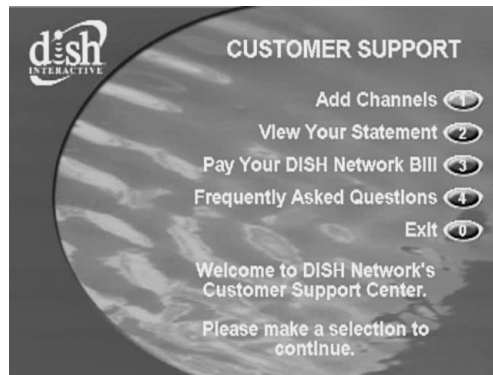 dish
INTERACTIVE
CUSTOMER SUPPORT
Add Channels 1
View Your Statement 2
Pay Your DISH Network Bill 3
Frequently Asked Questions 4
Exit 0
Welcome to DISH Network's
Customer Support Center.
Please make a selection to
continue.